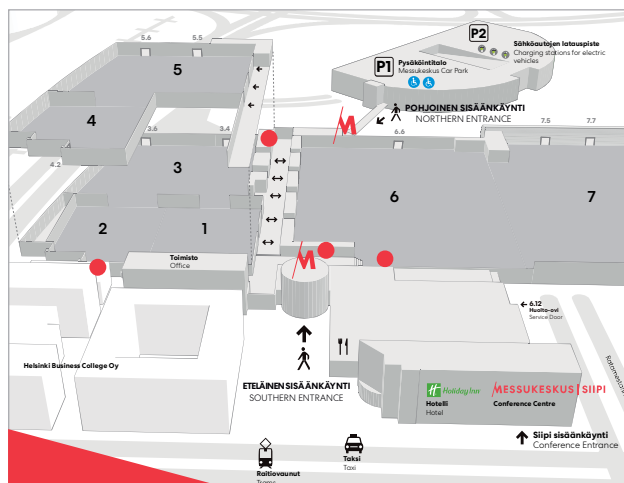 P2
Sähköautojen latauspiste
Charging stations for electric
vehicles
P1
Pysäköintitalo
Messukeskus Car Park
5.6
5.5
5
POHJOINEN SISÄÄNKÄYNTI
NORTHERN ENTRANCE
4
3.6
3.4
6.6
7.5
7.7
4.2
3
6
7
2
1
Toimisto
Office
6.12
Huolto-ovi
Service Door
Helsinki Business College Oy
ETELÄINEN SISÄÄNKÄYNTI
SOUTHERN ENTRANCE
H Holiday Inn
MESSUKESKUS SIIPI
Hotelli
Hotel
Conference Centre
Siipi sisäänkäynti
Conference Entrance
Raitiovaunut
Trams
Taksi
Taxi